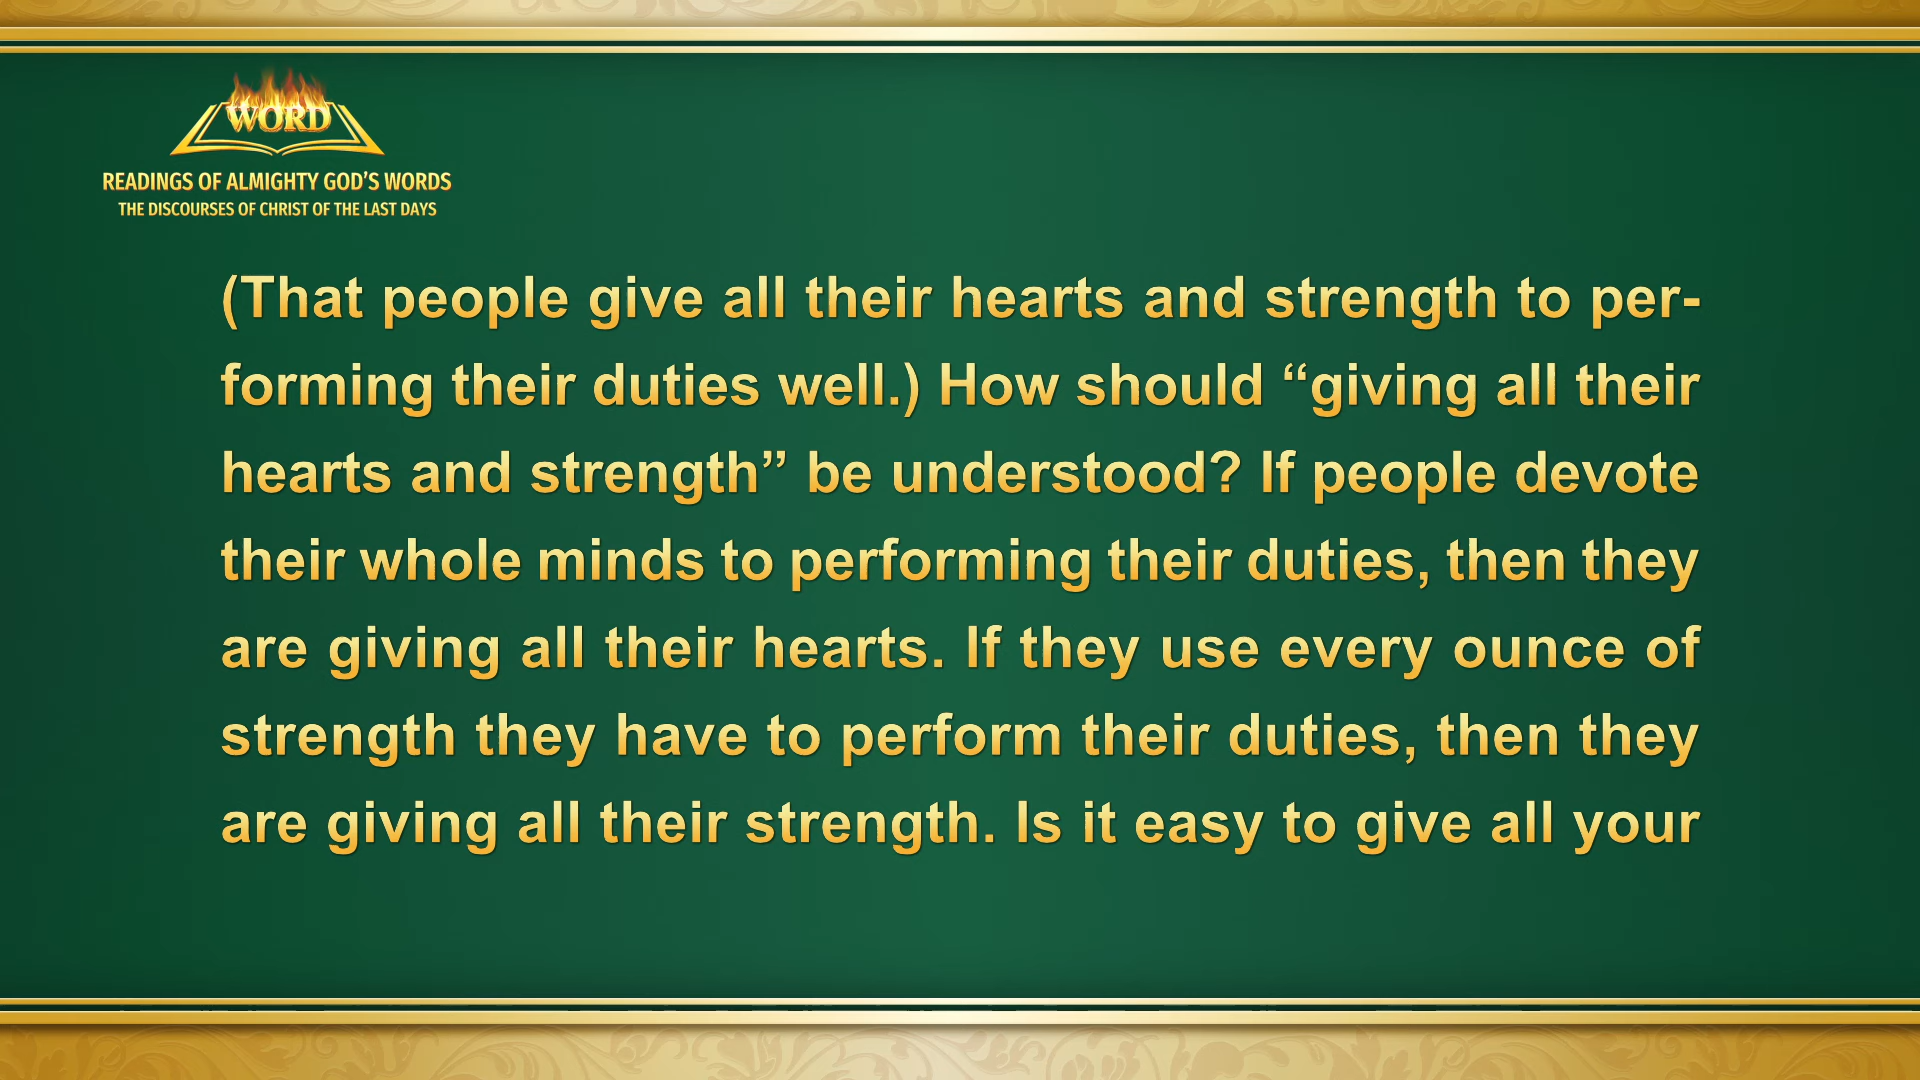 WORD
READINGS OF ALMIGHTY GOD'S WORDS
THE DISCOURSES OF CHRIST OF THE LAST DAYS
(That people give all their hearts and strength to per-
forming their duties well.) How should “giving all their
hearts and strength” be understood? If people devote
their whole minds to performing their duties, then they
are giving all their hearts. If they use every ounce of
strength they have to perform their duties, then they
are giving all their strength. Is it easy to give all your